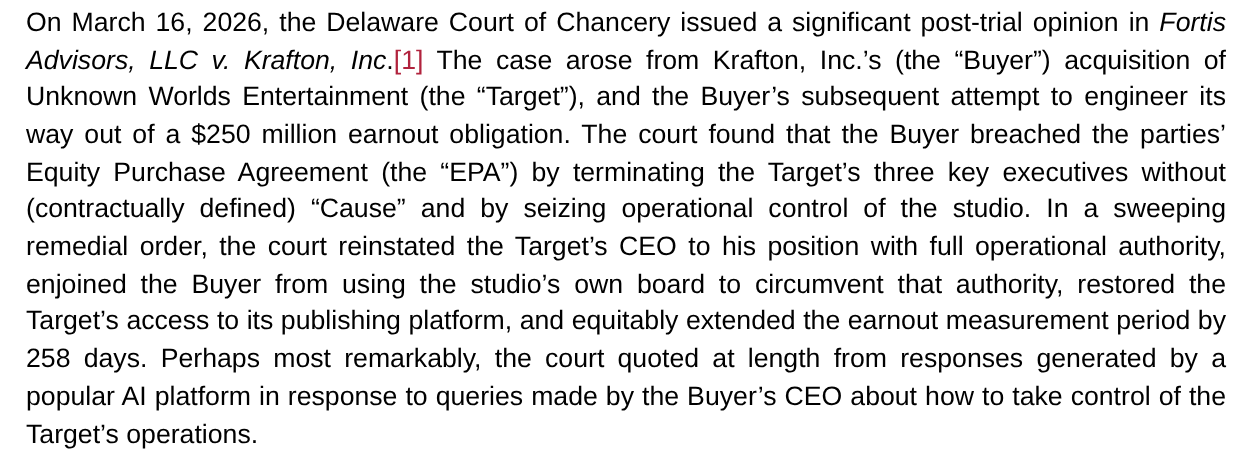 On March 16, 2026, the Delaware Court of Chancery issued a significant post-trial opinion in Fortis
Advisors, LLC v. Krafton, Inc.[1] The case arose from Krafton, Inc.’s (the “Buyer”) acquisition of
Unknown Worlds Entertainment (the “Target”), and the Buyer’s subsequent attempt to engineer its
way out of a $250 million earnout obligation. The court found that the Buyer breached the parties’
Equity Purchase Agreement (the “EPA”) by terminating the Target’s three key executives without
(contractually defined) “Cause” and by seizing operational control of the studio. In a sweeping
remedial order, the court reinstated the Target’s CEO to his position with full operational authority,
enjoined the Buyer from using the studio’s own board to circumvent that authority, restored the
Target’s access to its publishing platform, and equitably extended the earnout measurement period by
258 days. Perhaps most remarkably, the court quoted at length from responses generated by a
popular AI platform in response to queries made by the Buyer’s CEO about how to take control of the
Target’s operations.